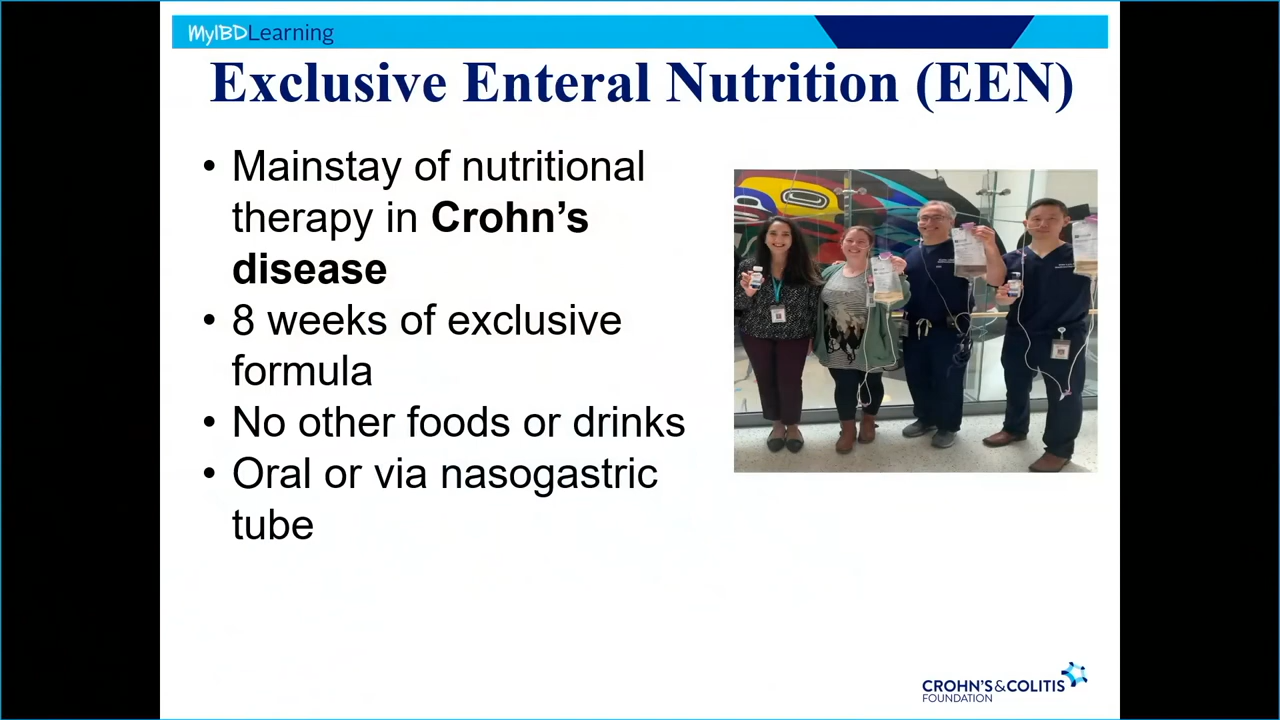 MyIBDLearning
Exclusive Enteral Nutrition (EEN)
• Mainstay of nutritional
therapy in Crohn’s
disease
• 8 weeks of exclusive
formula
• No other foods or drinks
• Oral or via nasogastric
tube
CROHN’S & COLITIS
FOUNDATION